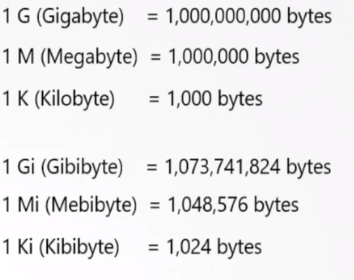 1 G (Gigabyte) = 1,000,000,000 bytes
1 M (Megabyte) = 1,000,000 bytes
1 K (Kilobyte) = 1,000 bytes
1 Gi (Gibibyte) = 1,073,741,824 bytes
1 Mi (Mebibyte) = 1,048,576 bytes
1 Ki (Kibibyte) = 1,024 bytes